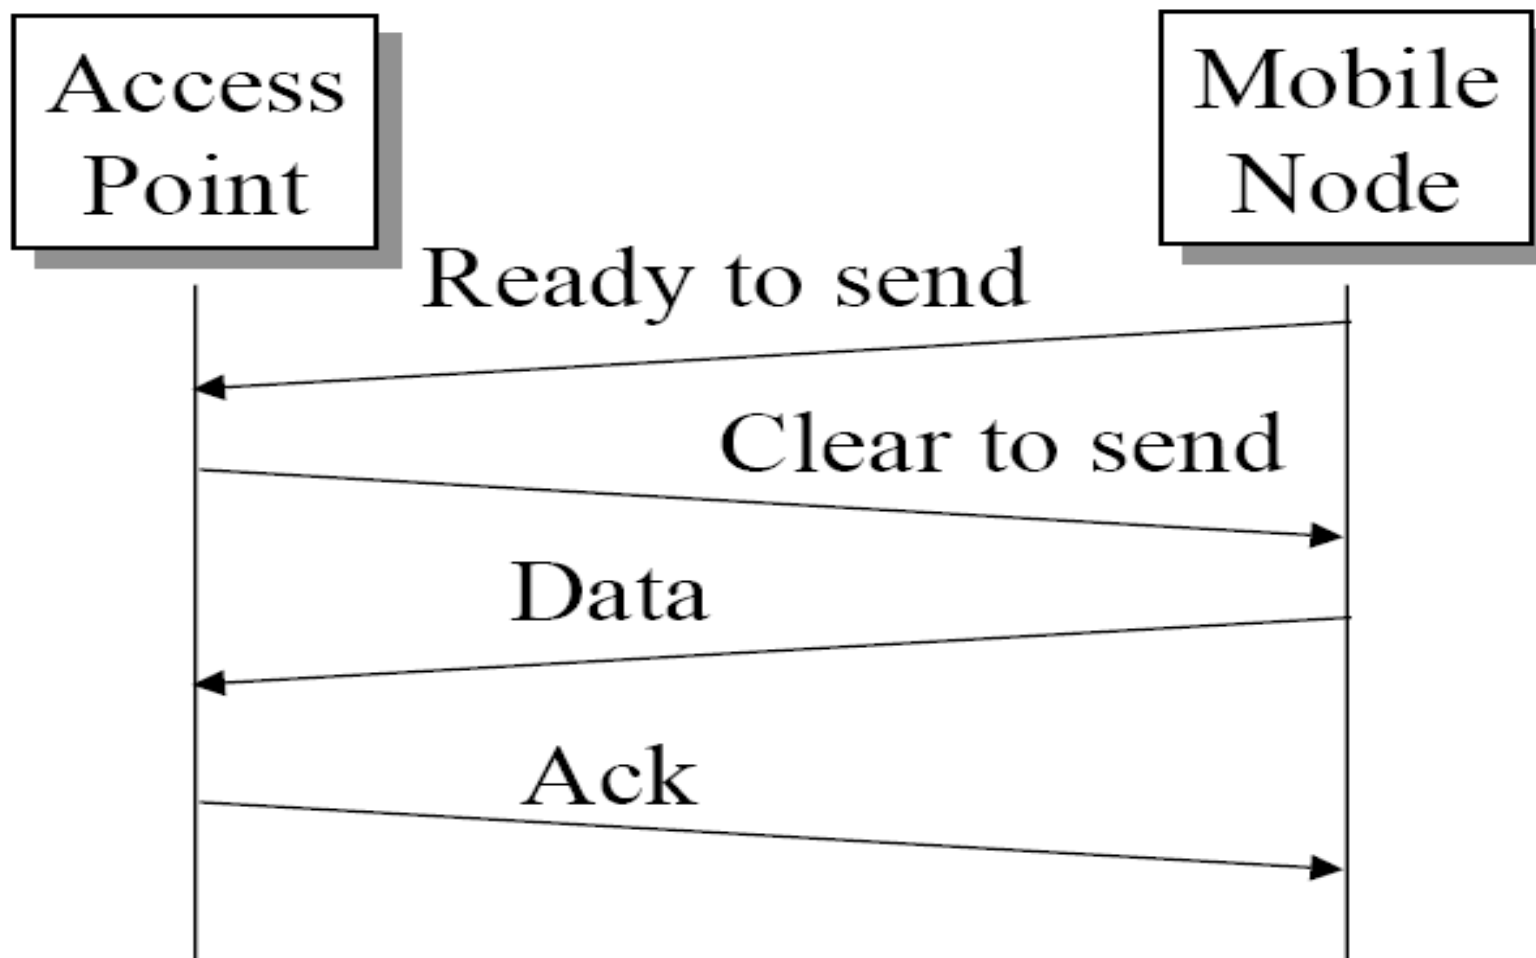 Access
Point
Mobile
Node
Ready to send
Clear to send
Data
Ack